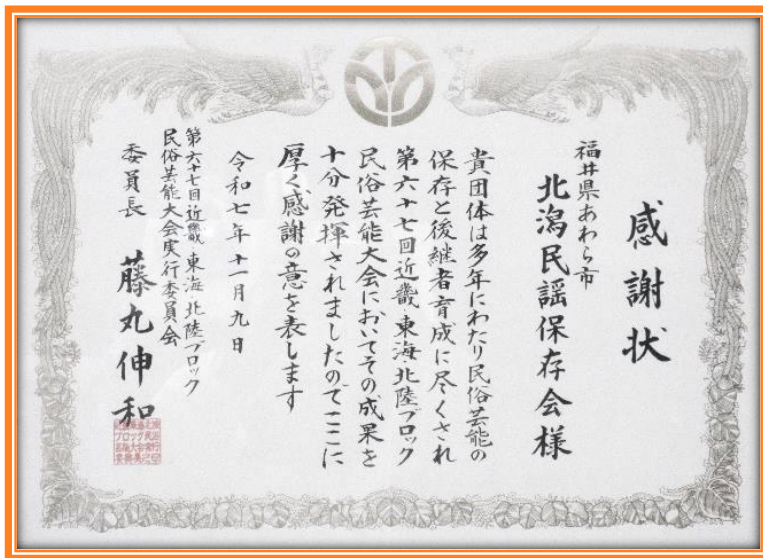 感謝状
福井県あわら市
北潟民謡保存会様
貴団体は多年にわたり民俗芸能の
保存と後継者育成に尽くされ
第六十七回近畿・東海・北陸ブロック
民俗芸能大会においてその成果を
十分発揮されましたのでここに
厚く感謝の意を表します
令和七年十一月九日
第六十七回近畿・東海・北陸ブロック
民俗芸能大会実行委員会
委員長 藤丸伸和